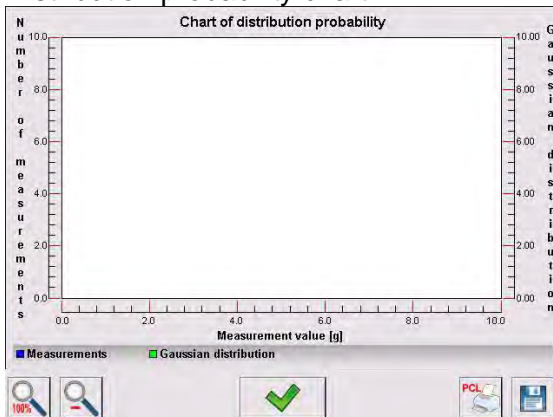 Chart of distribution probability
Number of measurements
10.0
8.0
6.0
4.0
2.0
0.0
10.00
8.00
6.00
4.00
2.00
0.00
Gaussian distribution
0.0 2.0 4.0 6.0 8.0 10.0
Measurement value [g]
Measurements Gaussian distribution
100%
PCL